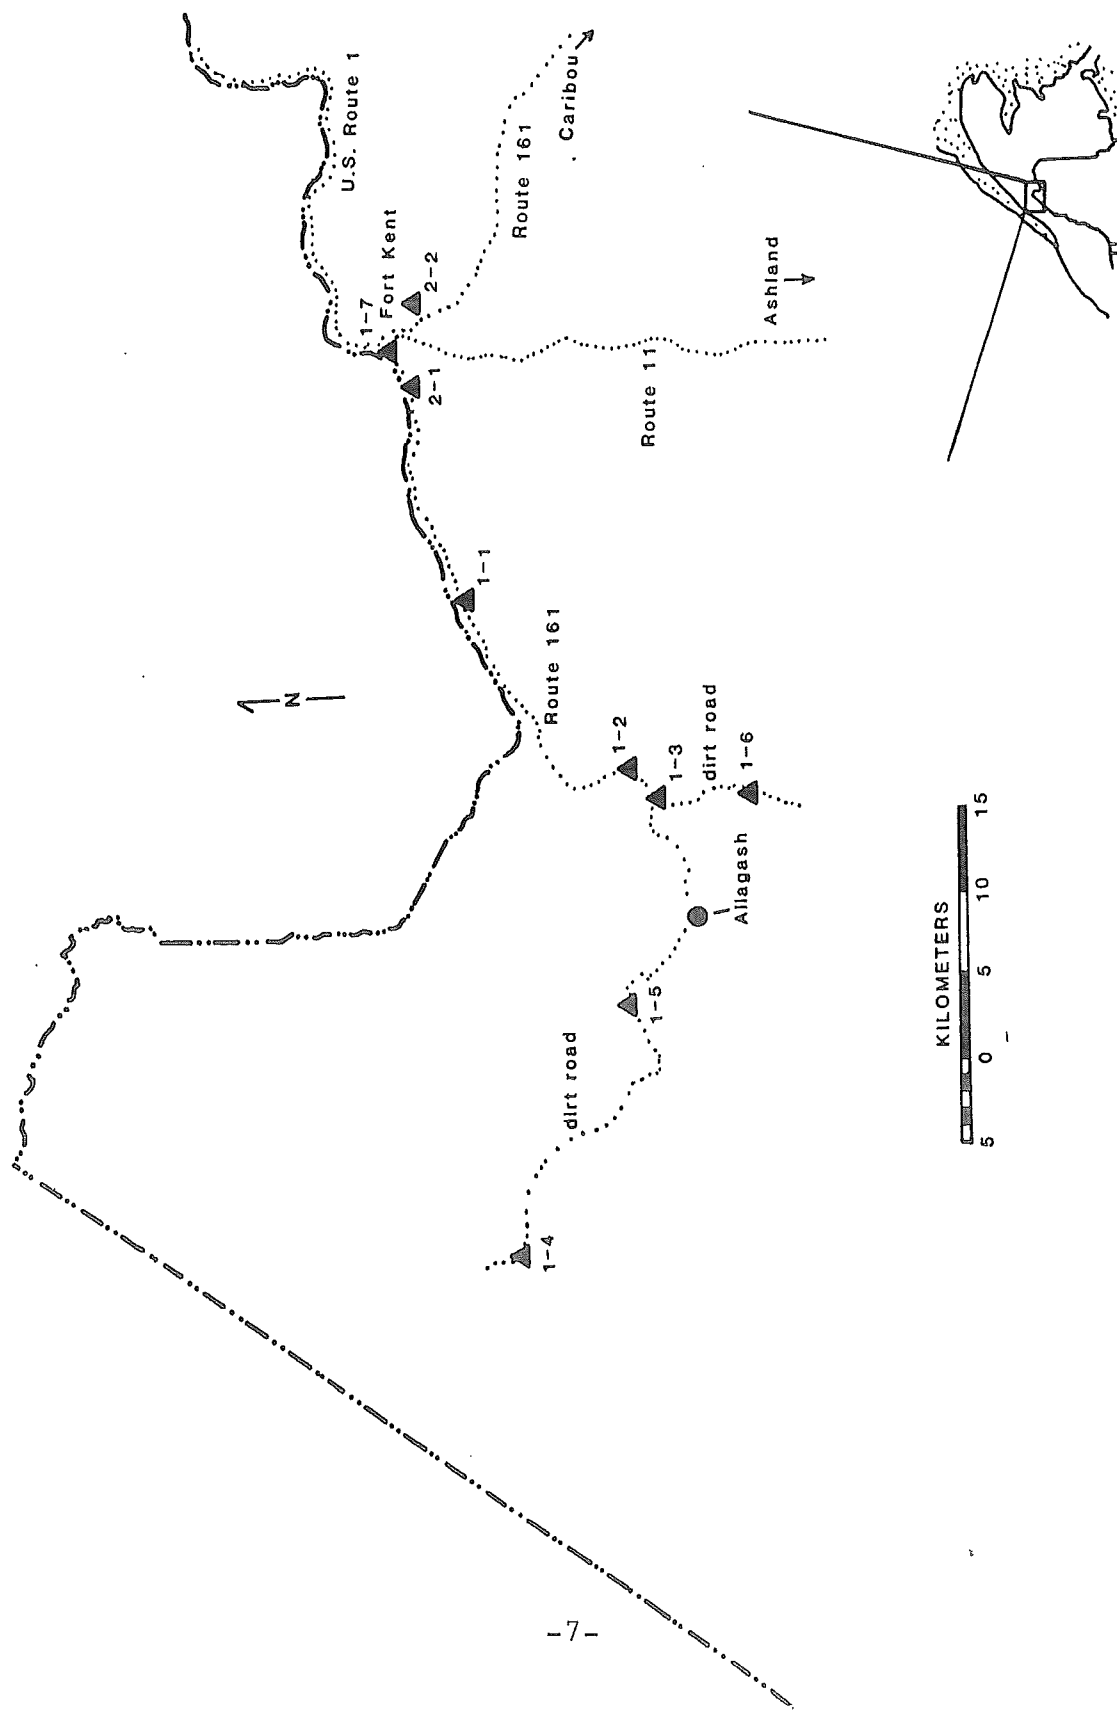 U.S. Route 1
1-7
Fort Kent
2-2
2-1
Route 161
Caribou
Ashland
Route 11
1-1
N
Route 161
1-2
1-3
dirt road
1-6
Allagash
1-5
dirt road
1-4
KILOMETERS
5 0 5 10 15
-7-